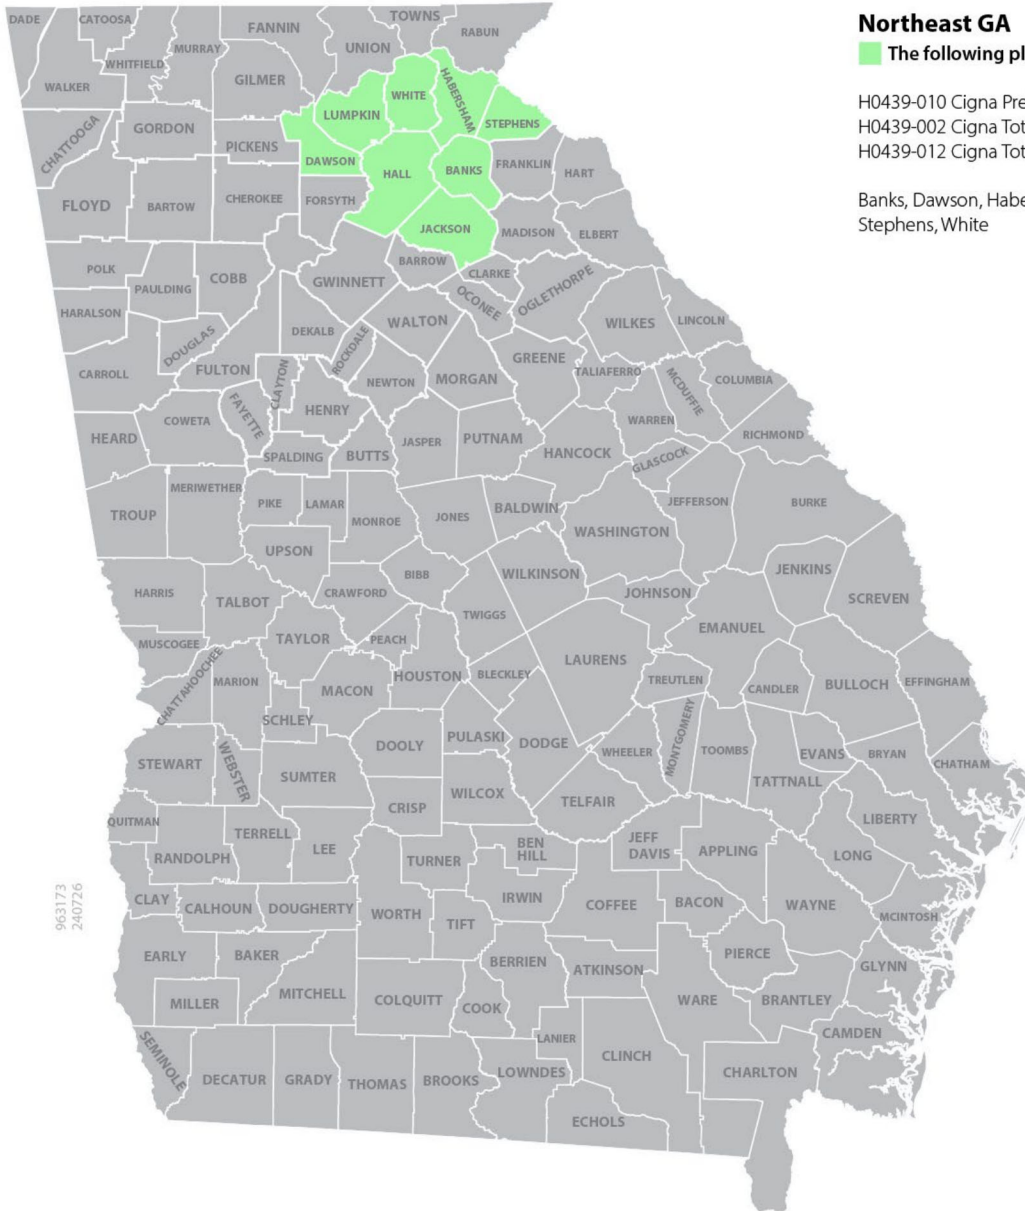 Northeast GA
The following pl
H0439-010 Cigna Pre
H0439-002 Cigna Tot
H0439-012 Cigna Tot
Banks, Dawson, Habe
Stephens, White
DADE
CATOOSA
FANNIN
TOWNS
RABUN
WHITFIELD
MURRAY
UNION
WALKER
GILMER
WHITE
HABERSHAM
LUMPKIN
STEPHENS
CHATTOOGA
GORDON
PICKENS
DAWSON
HALL
BANKS
FRANKLIN
HART
FLOYD
BARTOW
CHEROKEE
FORSYTH
JACKSON
MADISON
ELBERT
POLK
PAULDING
COBB
GWINNETT
BARROW
CLARKE
OCONEE
OGLETHORPE
HARALSON
DOUGLAS
DEKALB
ROCKDALE
WALTON
WILKES
LINCOLN
CARROLL
FULTON
CLAYTON
NEWTON
MORGAN
GREENE
TALIAFERRO
MCDUFFIE
COLUMBIA
HEARD
COWETA
FAYETTE
HENRY
JASPER
PUTNAM
HANCOCK
WARREN
RICHMOND
SPALDING
BUTTS
GLASCOCK
TROUP
MERIWETHER
PIKE
LAMAR
MONROE
JONES
BALDWIN
WASHINGTON
JEFFERSON
BURKE
UPSON
BIBB
WILKINSON
JENKINS
HARRIS
TALBOT
CRAWFORD
TWIGGS
JOHNSON
SCREVEN
MUSCOGEE
TAYLOR
PEACH
EMANUEL
CHATTAHOOCHEE
MARION
MACON
HOUSTON
BLECKLEY
LAURENS
TREUTLEN
CANDLER
BULLOCH
EFFINGHAM
SCHLEY
STEWART
WEBSTER
SUMTER
DOOLY
PULASKI
DODGE
WHEELER
MONTGOMERY
TOOMBS
TATTNALL
EVANS
BRYAN
CHATHAM
CRISP
WILCOX
TELFAIR
QUITMAN
RANDOLPH
TERRELL
LEE
TURNER
BEN
HILL
JEFF
DAVIS
APPLING
LONG
LIBERTY
CLAY
CALHOUN
DOUGHERTY
WORTH
TIFT
IRWIN
COFFEE
BACON
WAYNE
MCINTOSH
963173
240726
EARLY
BAKER
BERRIEN
ATKINSON
PIERCE
GLYNN
MILLER
MITCHELL
COLQUITT
COOK
WARE
BRANTLEY
SEMINOLE
LANIER
CLINCH
CAMDEN
DECATUR
GRADY
THOMAS
BROOKS
LOWNDES
CHARLTON
ECHOLS